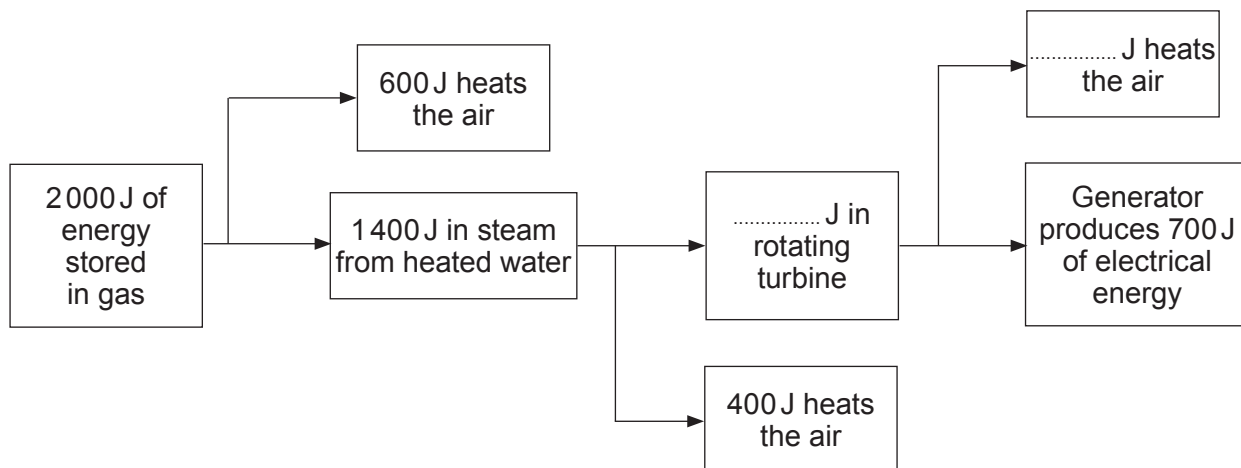 2000 J of
energy
stored
in gas
600 J heats
the air
1400 J in steam
from heated water
................ J in
rotating
turbine
400 J heats
the air
................ J heats
the air
Generator
produces 700 J
of electrical
energy